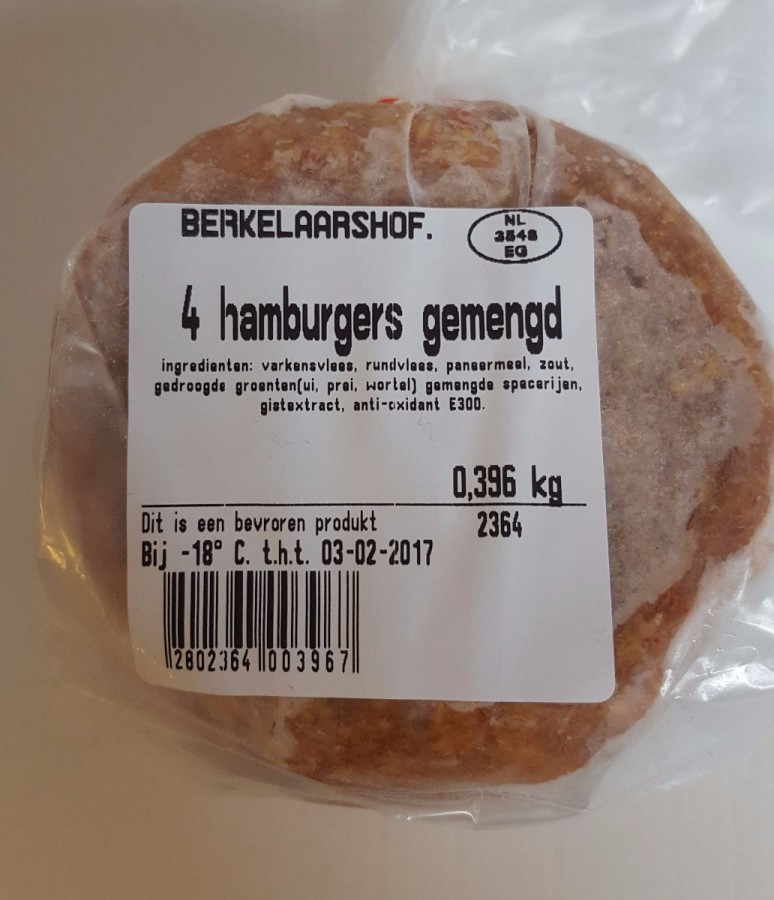 BERKELAARSHOF.
NL
3548
EG
4 hamburgers gemengd
ingredienten: varkensvlees, rundvlees, paneermeel, zout,
gedroogde groenten(ui, prei, wortel) gemengde specerijen,
gistextract, anti-oxidant E300.
0,396 kg
Dit is een bevroren produkt 2364
Bij -18° C. t.h.t. 03-02-2017
2802364 003967